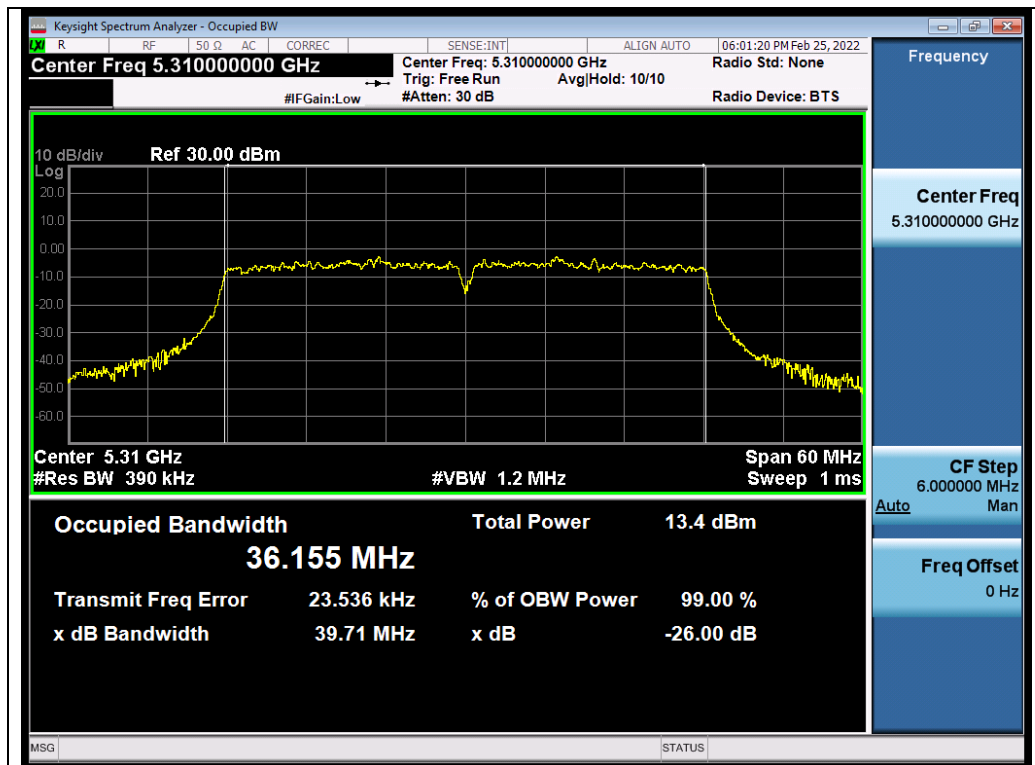 Keysight Spectrum Analyzer - Occupied BW
LXI R RF 50 Ω AC CORREC SENSE:INT ALIGN AUTO 06:01:20 PM Feb 25, 2022
Center Freq 5.310000000 GHz
Center Freq: 5.310000000 GHz Radio Std: None
Trig: Free Run Avg|Hold: 10/10
#IFGain:Low #Atten: 30 dB Radio Device: BTS
10 dB/div Ref 30.00 dBm
Log
20.0
10.0
0.00
-10.0
-20.0
-30.0
-40.0
-50.0
-60.0
Center 5.31 GHz Span 60 MHz
#Res BW 390 kHz #VBW 1.2 MHz Sweep 1 ms
Occupied Bandwidth Total Power 13.4 dBm
36.155 MHz
Transmit Freq Error 23.536 kHz % of OBW Power 99.00 %
x dB Bandwidth 39.71 MHz x dB -26.00 dB
MSG STATUS
Frequency
Center Freq
5.310000000 GHz
CF Step
6.000000 MHz
Auto Man
Freq Offset
0 Hz